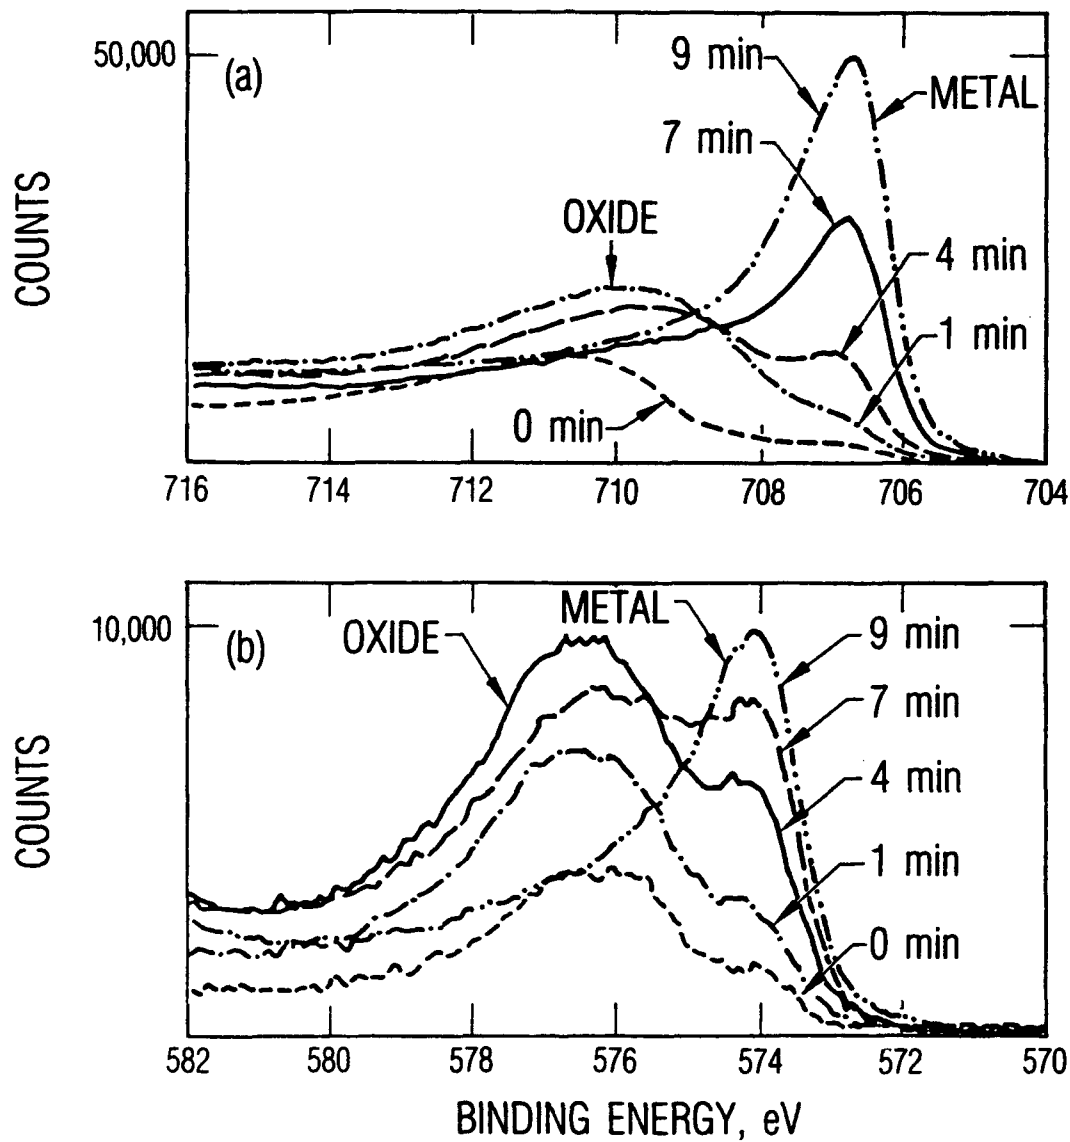 50,000
(a)
9 min
METAL
7 min
OXIDE
4 min
1 min
0 min
COUNTS
716 714 712 710 708 706 704
10,000
(b)
OXIDE
METAL
9 min
7 min
4 min
1 min
0 min
COUNTS
582 580 578 576 574 572 570
BINDING ENERGY, eV